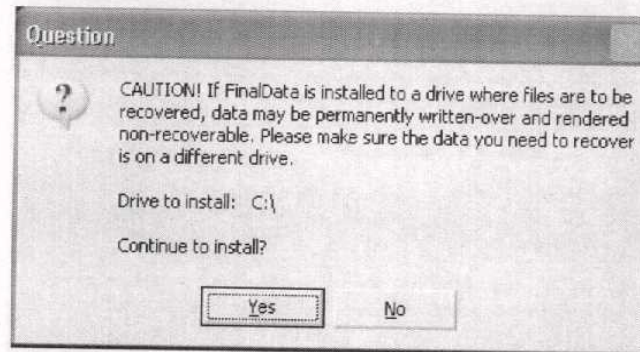 Question
CAUTION! If FinalData is installed to a drive where files are to be
recovered, data may be permanently written-over and rendered
non-recoverable. Please make sure the data you need to recover
is on a different drive.
Drive to install: C:\
Continue to install?
Yes
No